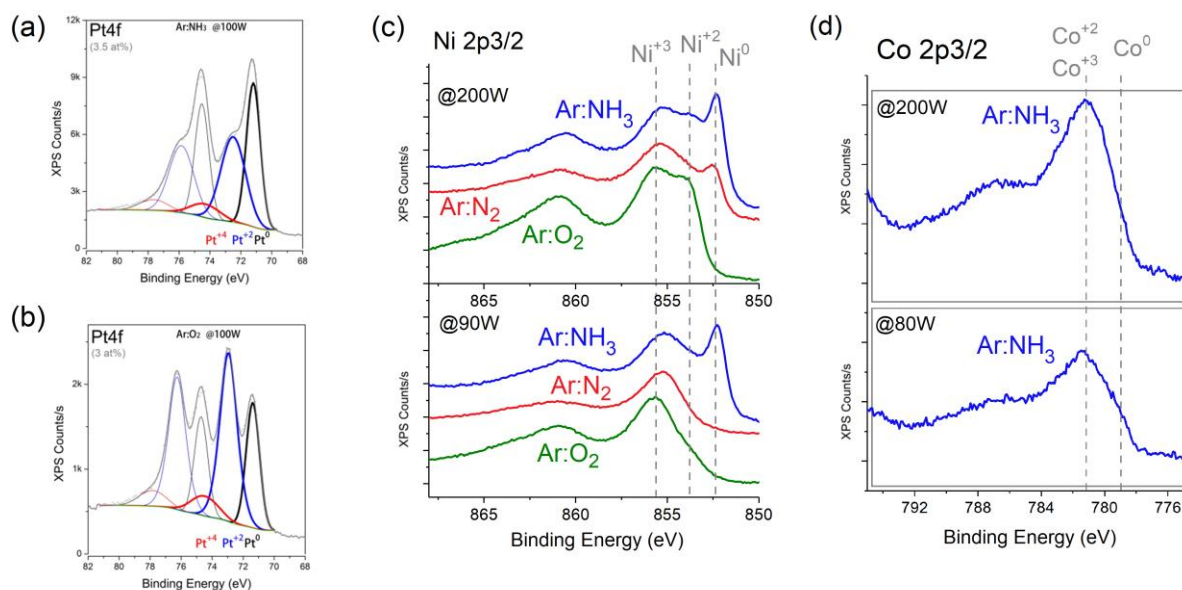 (a)
Pt4f
(3.5 at%)
Ar:NH₃ @100W
12k
9k
6k
3k
0
XPS Counts/s
Pt⁺⁴
Pt⁺²
Pt⁰
82 80 78 76 74 72 70 68
Binding Energy (eV)
(b)
Pt4f
(3 at%)
Ar:O₂ @100W
2k
1k
0
XPS Counts/s
Pt⁺⁴
Pt⁺²
Pt⁰
82 80 78 76 74 72 70 68
Binding Energy (eV)
(c)
Ni 2p3/2
Ni⁺³
Ni⁺²
Ni⁰
@200W
Ar:NH₃
Ar:N₂
Ar:O₂
XPS Counts/s
@90W
Ar:NH₃
Ar:N₂
Ar:O₂
XPS Counts/s
865 860 855 850
865 860 855 850
Binding Energy (eV)
(d)
Co 2p3/2
Co⁺²
Co⁺³
Co⁰
@200W
Ar:NH₃
XPS Counts/s
@80W
Ar:NH₃
XPS Counts/s
792 788 784 780 776
Binding Energy (eV)